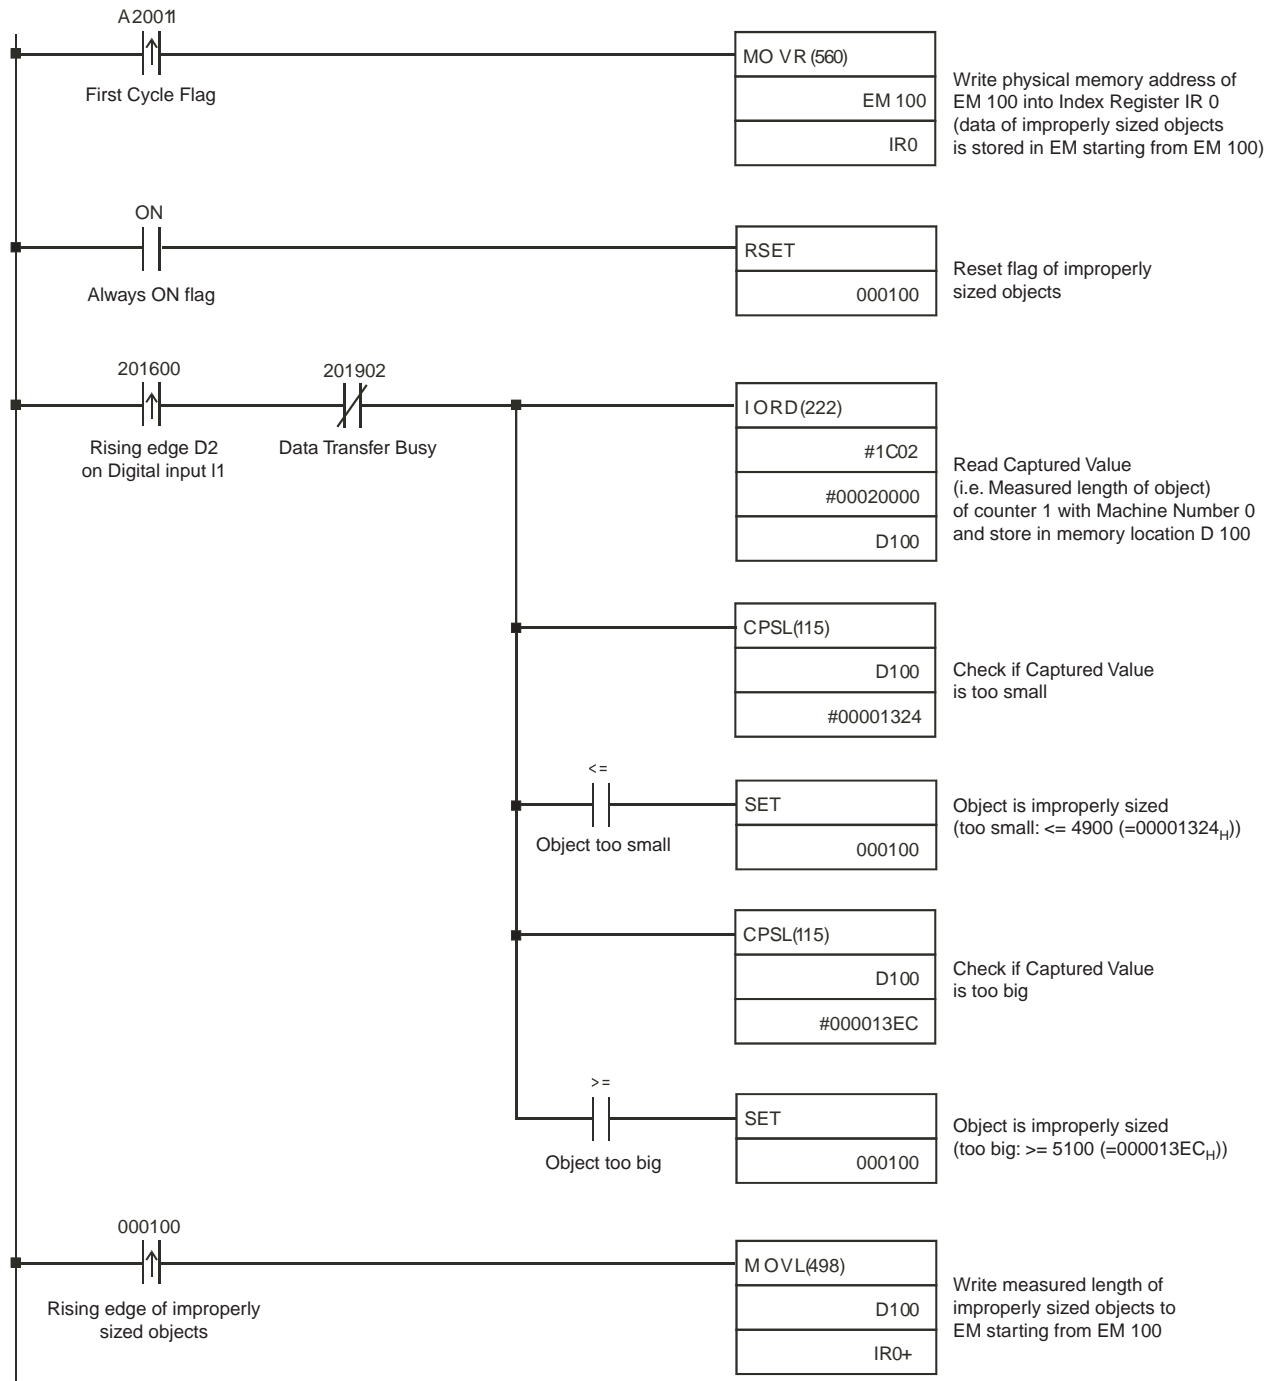 A20011
MOVR(560)
EM 100
IR0
First Cycle Flag
Write physical memory address of
EM 100 into Index Register IR 0
(data of improperly sized objects
is stored in EM starting from EM 100)
ON
RSET
000100
Always ON flag
Reset flag of improperly
sized objects
201600
201902
IORD(222)
#1C02
#00020000
D100
Rising edge D2
on Digital input I1
Data Transfer Busy
Read Captured Value
(i.e. Measured length of object)
of counter 1 with Machine Number 0
and store in memory location D 100
CPSL(115)
D100
#00001324
Check if Captured Value
is too small
<=
SET
000100
Object too small
Object is improperly sized
(too small: <= 4900 (=00001324H))
CPSL(115)
D100
#000013EC
Check if Captured Value
is too big
>=
SET
000100
Object too big
Object is improperly sized
(too big: >= 5100 (=000013ECH))
000100
MOVL(498)
D100
IR0+
Rising edge of improperly
sized objects
Write measured length of
improperly sized objects to
EM starting from EM 100